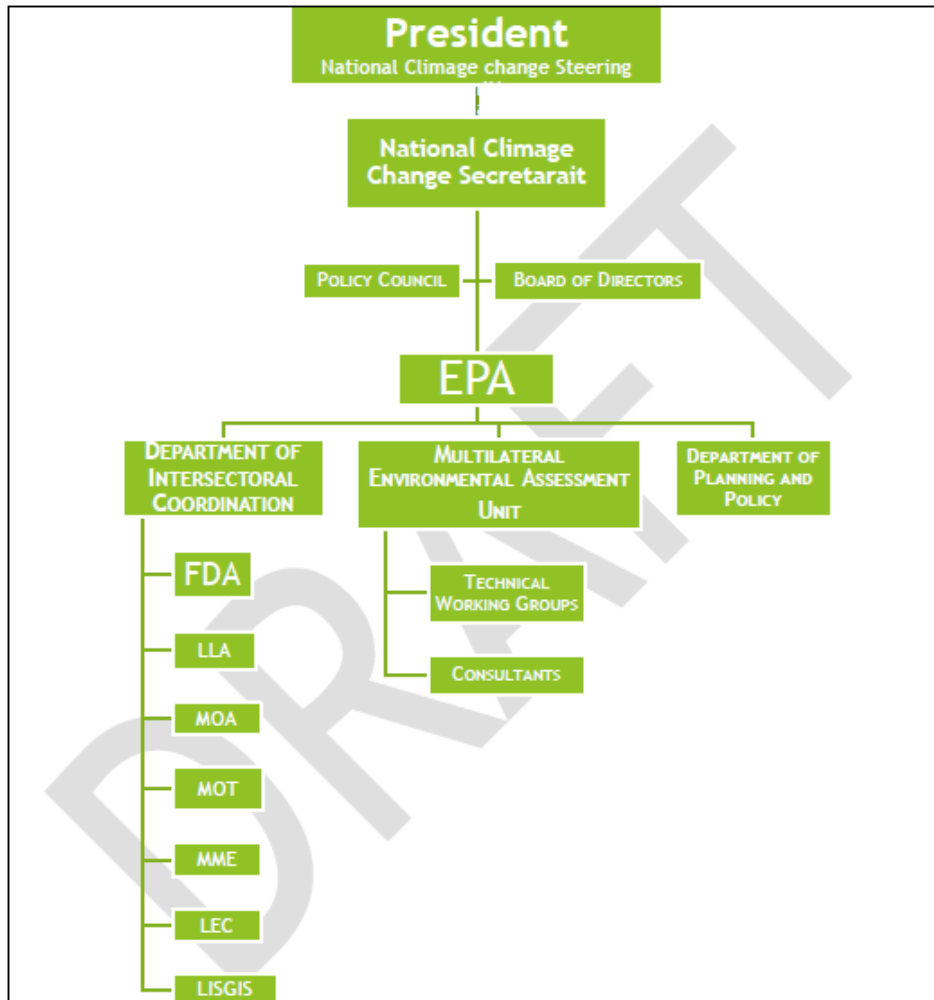 President
National Climage change Steering
National Climage
Change Secretarait
POLICY COUNCIL
BOARD OF DIRECTORS
EPA
DEPARTMENT OF
INTERSECTORAL
COORDINATION
MULTILATERAL
ENVIRONMENTAL ASSESSMENT
UNIT
DEPARTMENT OF
PLANNING AND
POLICY
FDA
TECHNICAL
WORKING GROUPS
LLA
CONSULTANTS
MOA
MOT
MME
LEC
LISGIS
DRAFT